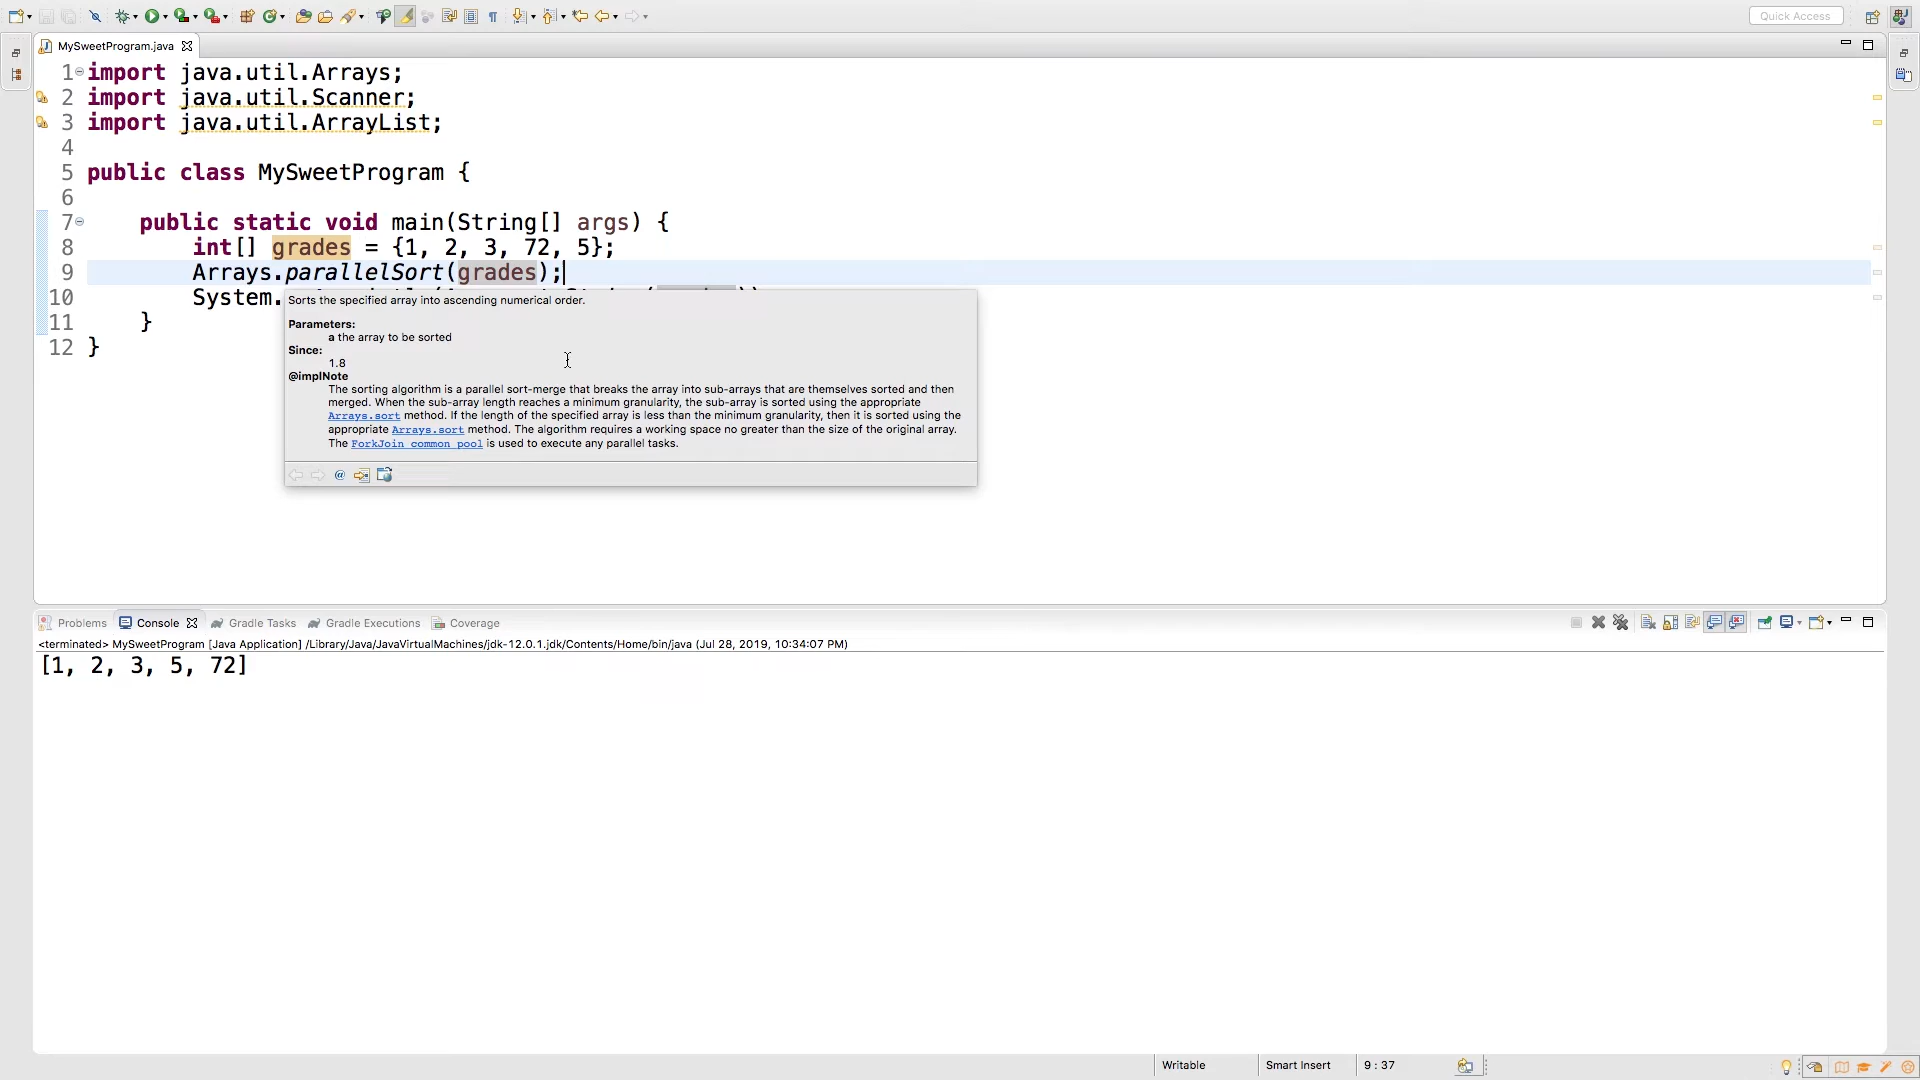 Quick Access
MySweetProgram.java
1 import java.util.Arrays;
2 import java.util.Scanner;
3 import java.util.ArrayList;
4
5 public class MySweetProgram {
6
7 public static void main(String[] args) {
8 int[] grades = {1, 2, 3, 72, 5};
9 Arrays.parallelSort(grades);
10 System.
11 }
12 }
Sorts the specified array into ascending numerical order.
Parameters:
a the array to be sorted
Since:
1.8
@implNote
The sorting algorithm is a parallel sort-merge that breaks the array into sub-arrays that are themselves sorted and then
merged. When the sub-array length reaches a minimum granularity, the sub-array is sorted using the appropriate
Arrays.sort method. If the length of the specified array is less than the minimum granularity, then it is sorted using the
appropriate Arrays.sort method. The algorithm requires a working space no greater than the size of the original array.
The ForkJoin common pool is used to execute any parallel tasks.
Problems Console Gradle Tasks Gradle Executions Coverage
<terminated> MySweetProgram [Java Application] /Library/Java/JavaVirtualMachines/jdk-12.0.1.jdk/Contents/Home/bin/java (Jul 28, 2019, 10:34:07 PM)
[1, 2, 3, 5, 72]
Writable Smart Insert 9 : 37